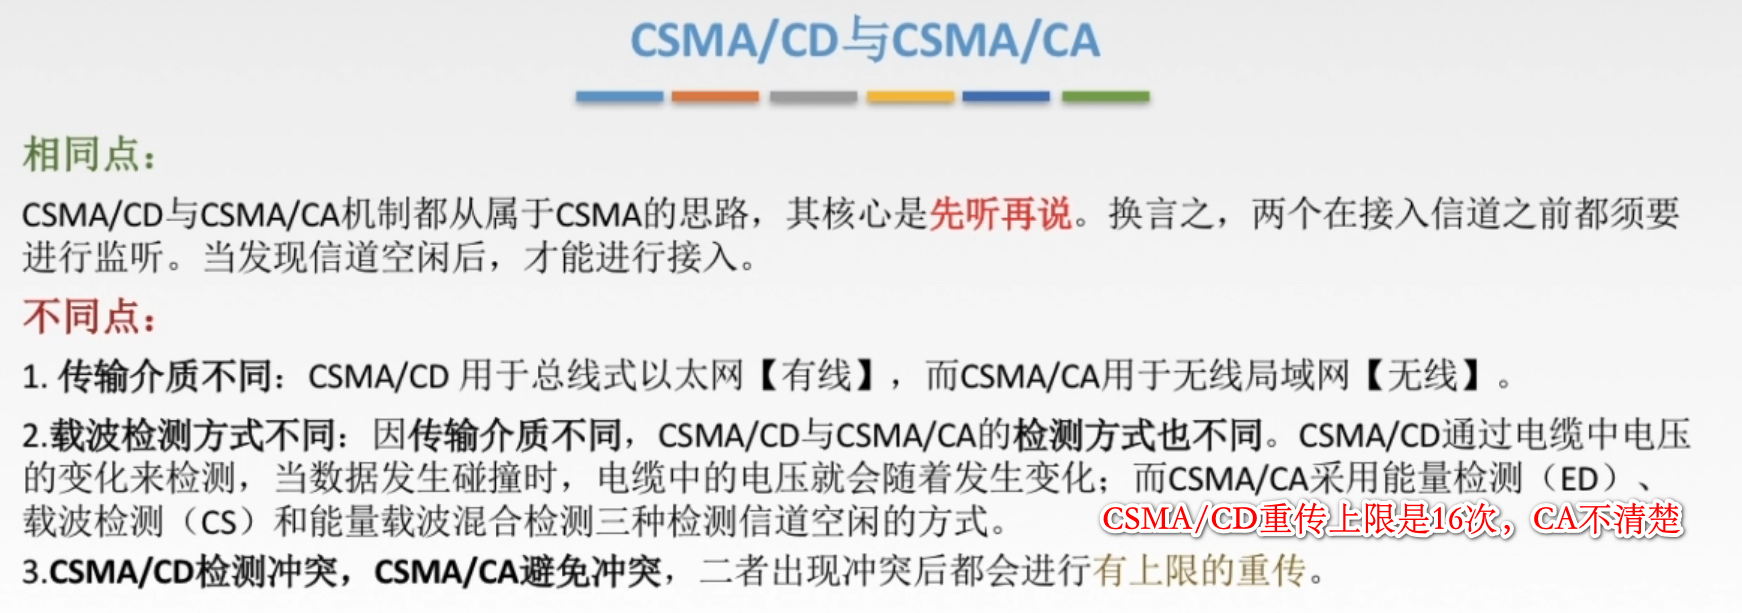 CSMA/CD与CSMA/CA
相同点：
CSMA/CD与CSMA/CA机制都从属于CSMA的思路，其核心是先听再说。换言之，两个在接入信道之前都须要
进行监听。当发现信道空闲后，才能进行接入。
不同点：
1. 传输介质不同：CSMA/CD 用于总线式以太网【有线】，而CSMA/CA用于无线局域网【无线】。
2.载波检测方式不同：因传输介质不同，CSMA/CD与CSMA/CA的检测方式也不同。CSMA/CD通过电缆中电压
的变化来检测，当数据发生碰撞时，电缆中的电压就会随着发生变化；而CSMA/CA采用能量检测（ED）、
载波检测（CS）和能量载波混合检测三种检测信道空闲的方式。
CSMA/CD重传上限是16次，CA不清楚
3.CSMA/CD检测冲突，CSMA/CA避免冲突，二者出现冲突后都会进行有上限的重传。